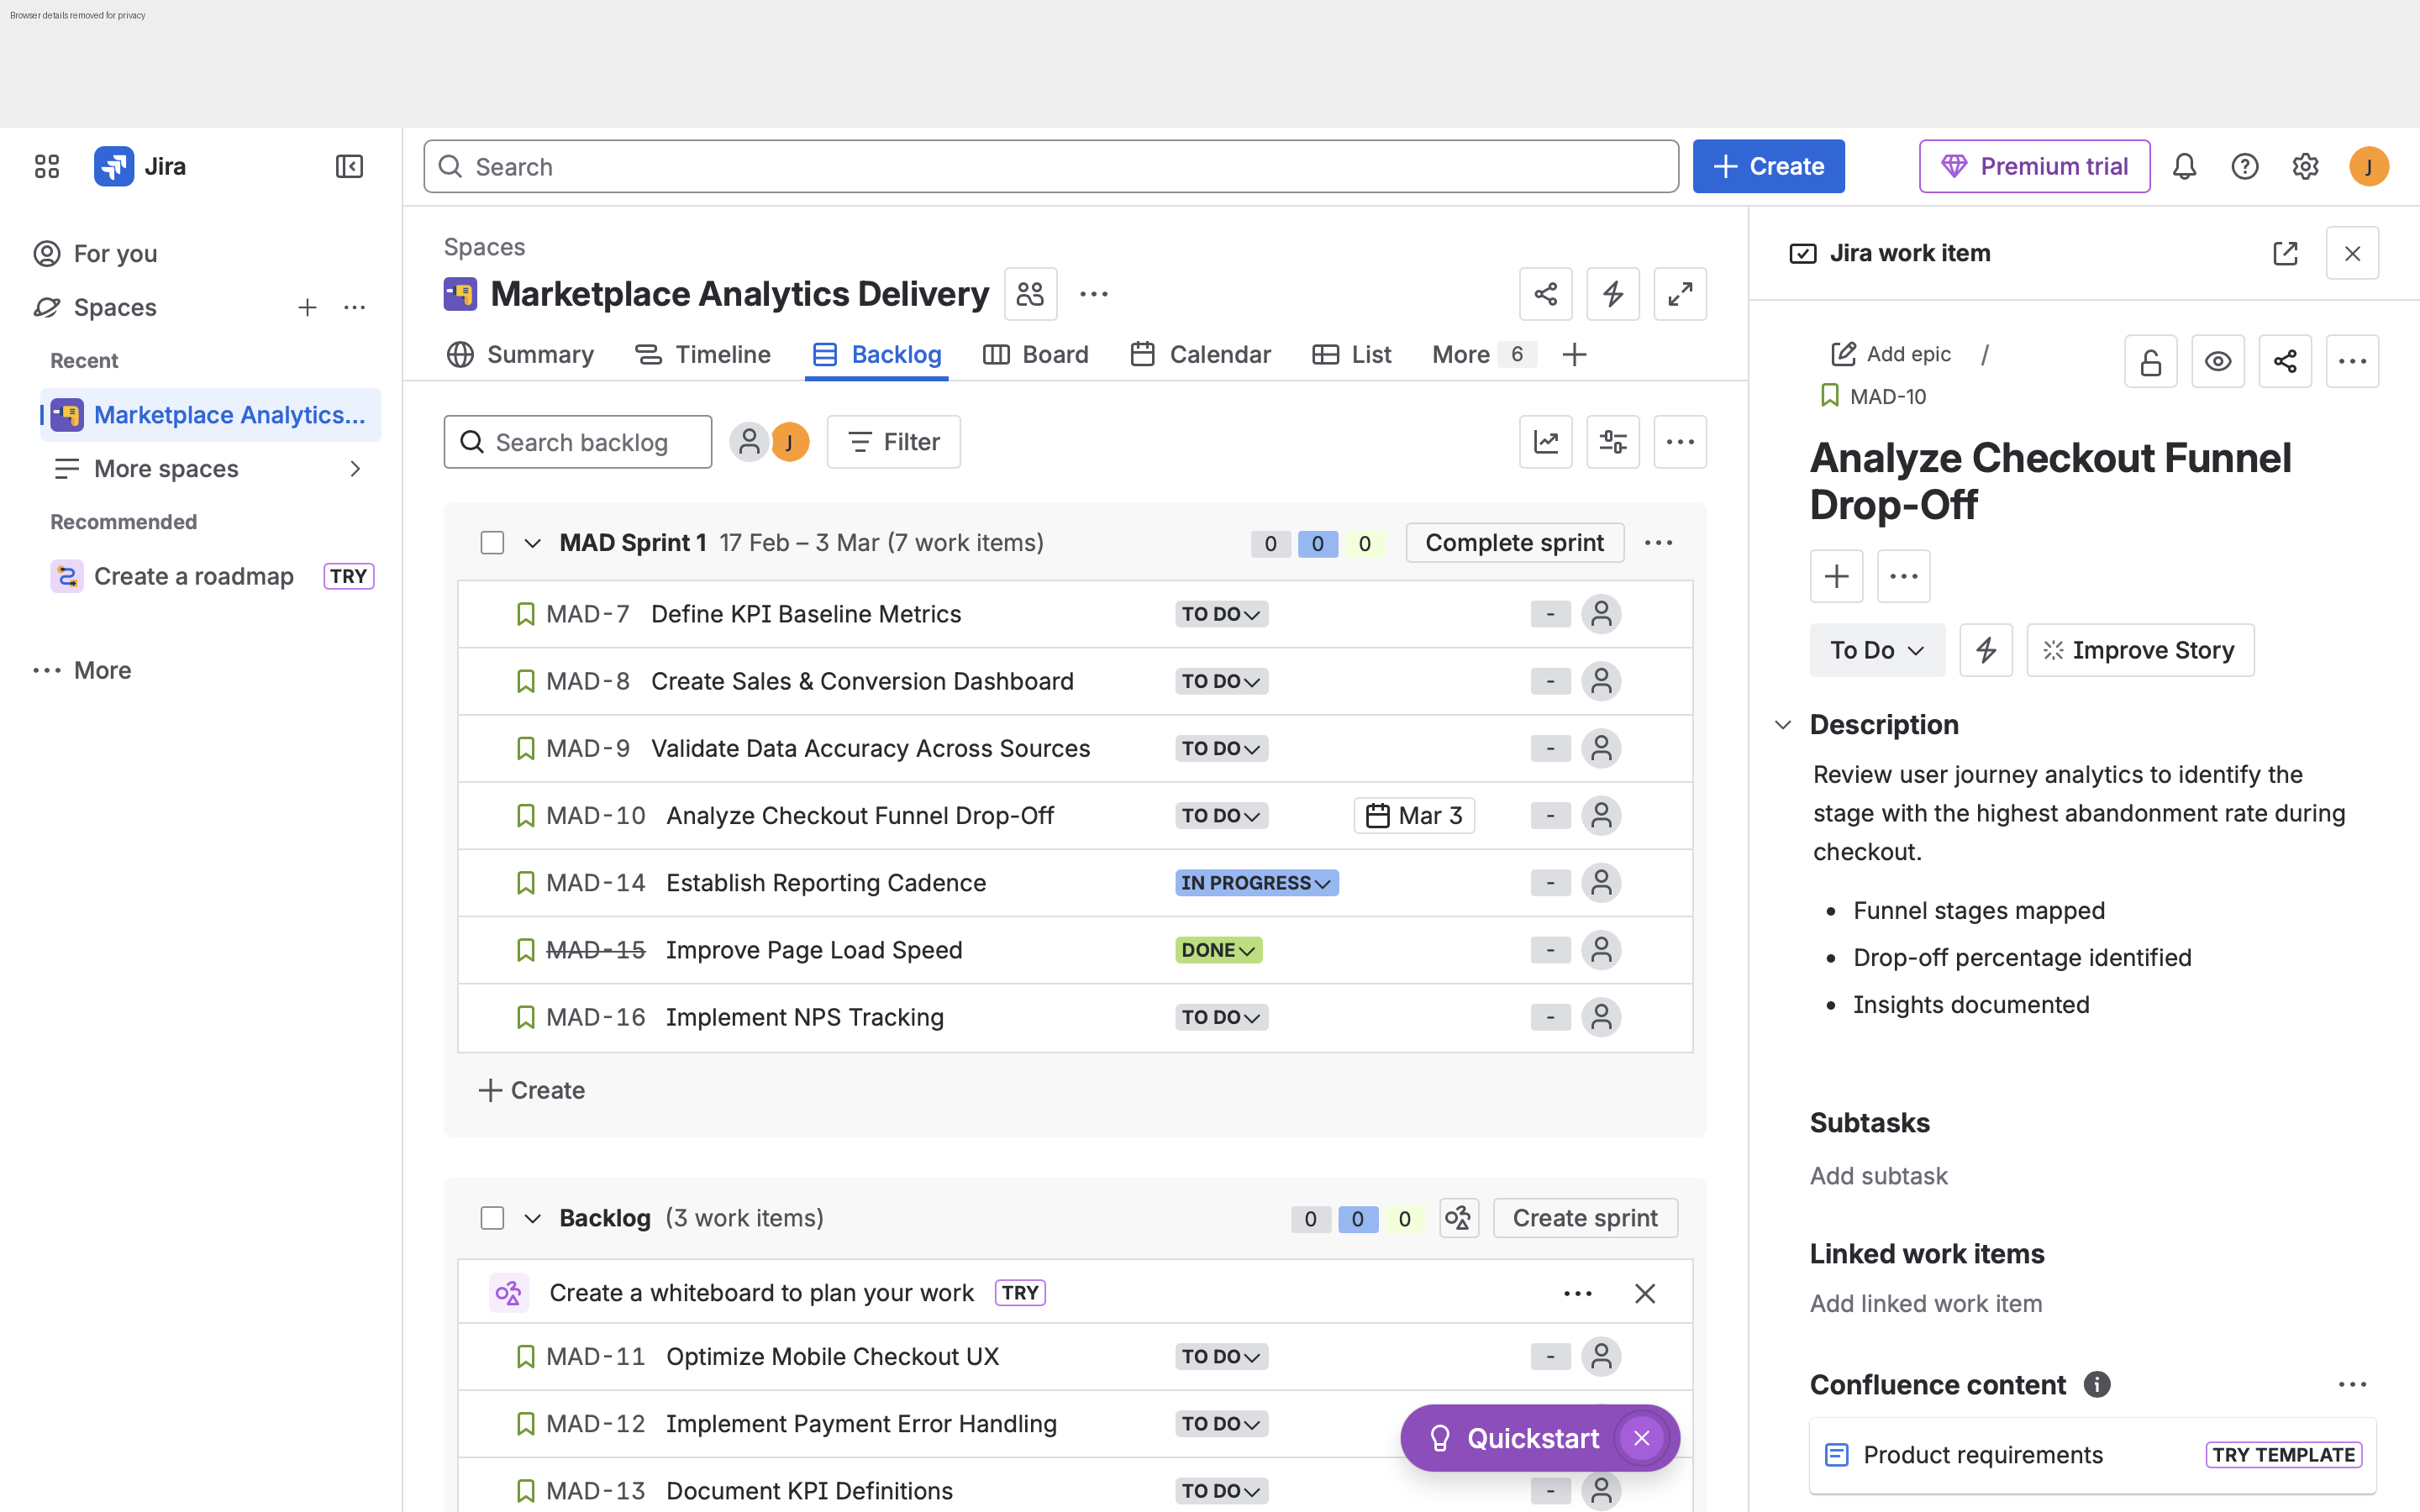 Browser details removed for privacy
Jira
Search
Create
Premium trial
J
For you
Spaces
Recent
Marketplace Analytics...
More spaces
Recommended
Create a roadmap TRY
More
Spaces
Marketplace Analytics Delivery
Summary Timeline Backlog Board Calendar List More 6
Search backlog J Filter
MAD Sprint 1 17 Feb – 3 Mar (7 work items) 0 0 0 Complete sprint
MAD-7 Define KPI Baseline Metrics TO DO -
MAD-8 Create Sales & Conversion Dashboard TO DO -
MAD-9 Validate Data Accuracy Across Sources TO DO -
MAD-10 Analyze Checkout Funnel Drop-Off TO DO Mar 3 -
MAD-14 Establish Reporting Cadence IN PROGRESS -
MAD-15 Improve Page Load Speed DONE -
MAD-16 Implement NPS Tracking TO DO -
Create
Backlog (3 work items) 0 0 0 Create sprint
Create a whiteboard to plan your work TRY
MAD-11 Optimize Mobile Checkout UX TO DO -
MAD-12 Implement Payment Error Handling TO DO
MAD-13 Document KPI Definitions TO DO -
Quickstart
Jira work item
Add epic /
MAD-10
Analyze Checkout Funnel
Drop-Off
To Do Improve Story
Description
Review user journey analytics to identify the
stage with the highest abandonment rate during
checkout.
• Funnel stages mapped
• Drop-off percentage identified
• Insights documented
Subtasks
Add subtask
Linked work items
Add linked work item
Confluence content
Product requirements TRY TEMPLATE